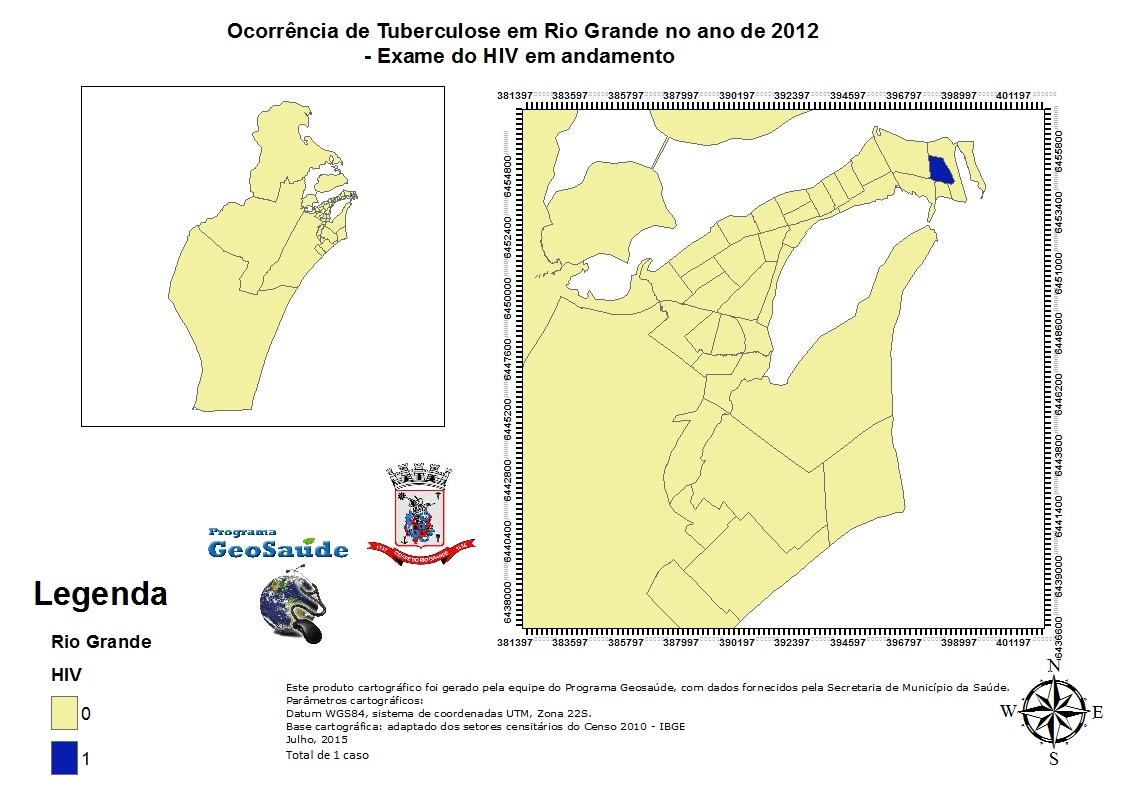 Ocorrência de Tuberculose em Rio Grande no ano de 2012
- Exame do HIV em andamento
381397 383597 385797 387997 390197 392397 394597 396797 398997 401197
6454800
6452400
6450000
6447600
6445200
6442800
6440400
6438000
6455800
6453400
6451000
6448600
6446200
6443800
6441400
6439000
6436600
381397 383597 385797 387997 390197 392397 394597 396797 398997 401197
Programa
GeoSaúde
CIDADE DO RIO GRANDE
Legenda
Rio Grande
HIV
0
1
Este produto cartográfico foi gerado pela equipe do Programa Geosaúde, com dados fornecidos pela Secretaria de Município da Saúde.
Parâmetros cartográficos:
Datum WGS84, sistema de coordenadas UTM, Zona 22S.
Base cartográfica: adaptado dos setores censitários do Censo 2010 - IBGE
Julho, 2015
Total de 1 caso
N
W E
S